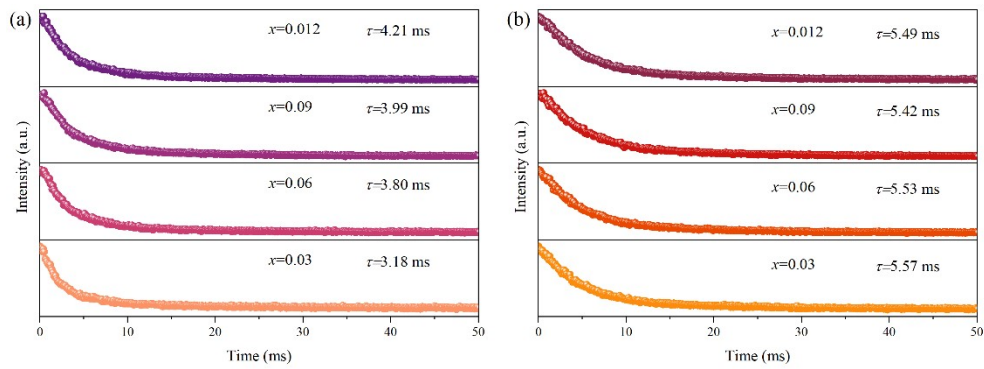 (a)
x=0.012 τ=4.21 ms
x=0.09 τ=3.99 ms
x=0.06 τ=3.80 ms
x=0.03 τ=3.18 ms
Intensity (a.u.)
0 10 20 30 40 50
Time (ms)
(b)
x=0.012 τ=5.49 ms
x=0.09 τ=5.42 ms
x=0.06 τ=5.53 ms
x=0.03 τ=5.57 ms
Intensity (a.u.)
0 10 20 30 40 50
Time (ms)